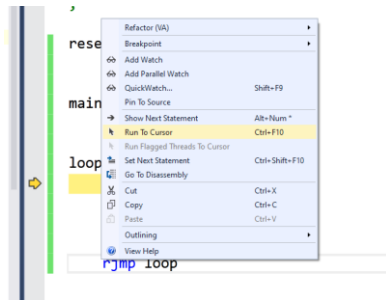 ;
Refactor (VA)
rese
Breakpoint
Add Watch
Add Parallel Watch
QuickWatch... Shift+F9
main
Pin To Source
Show Next Statement Alt+Num *
Run To Cursor Ctrl+F10
Run Flagged Threads To Cursor
loop
Set Next Statement Ctrl+Shift+F10
Go To Disassembly
Cut Ctrl+X
Copy Ctrl+C
Paste Ctrl+V
Outlining
View Help
rjmp loop